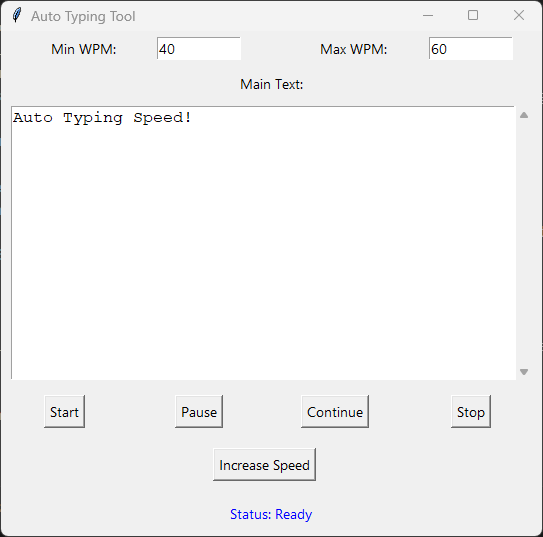 Auto Typing Tool
Min WPM: 40 Max WPM: 60
Main Text:
Auto Typing Speed!
Start Pause Continue Stop
Increase Speed
Status: Ready